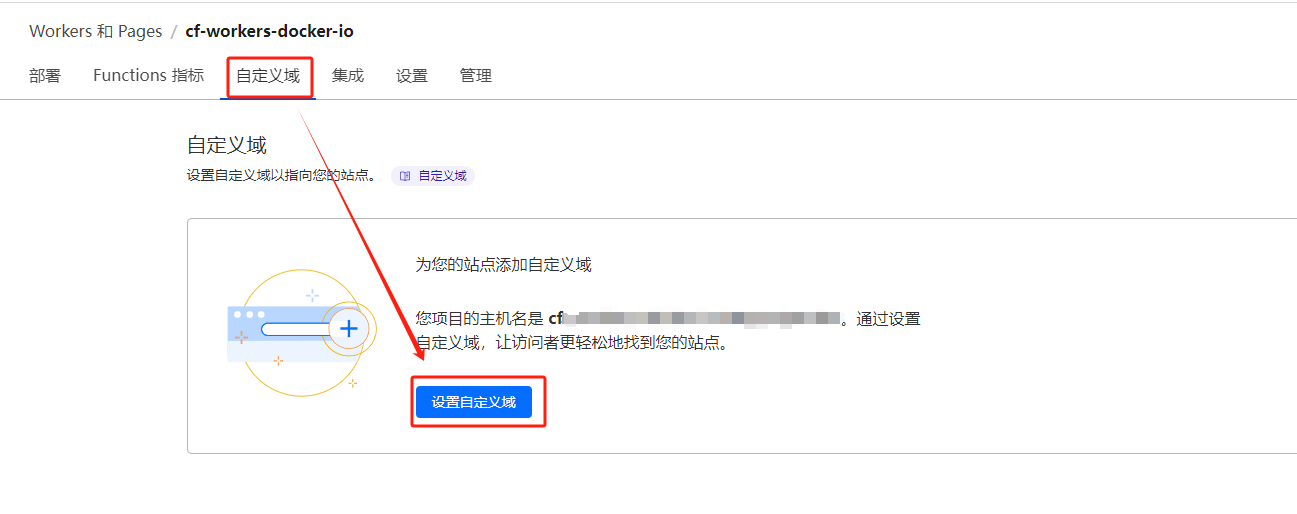 Workers 和 Pages / cf-workers-docker-io
部署 Functions 指标 自定义域 集成 设置 管理
自定义域
设置自定义域以指向您的站点。 自定义域
为您的站点添加自定义域
您项目的主机名是 cf 。通过设置
自定义域，让访问者更轻松地找到您的站点。
设置自定义域